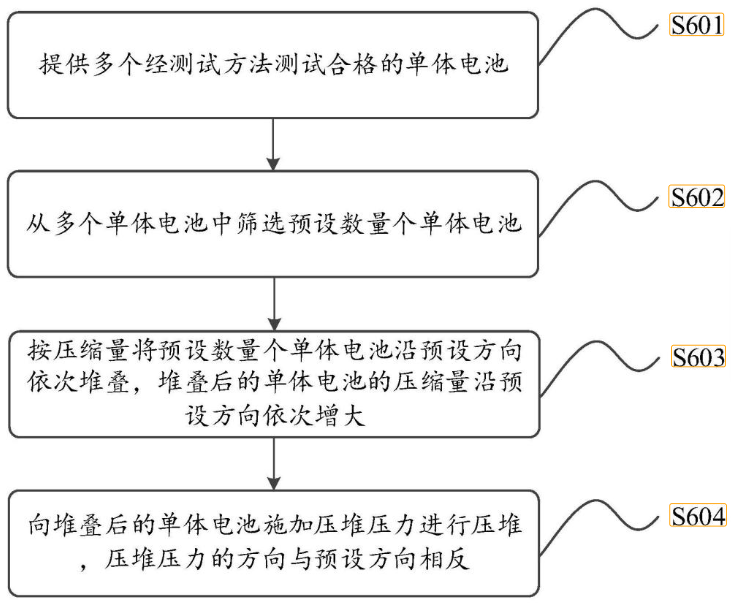 提供多个经测试方法测试合格的单体电池
S601
从多个单体电池中筛选预设数量个单体电池
S602
按压缩量将预设数量个单体电池沿预设方向
依次堆叠，堆叠后的单体电池的压缩量沿预
设方向依次增大
S603
向堆叠后的单体电池施加压堆压力进行压堆
，压堆压力的方向与预设方向相反
S604